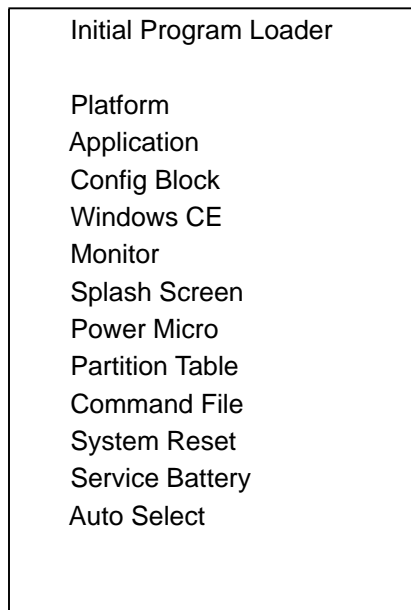 Initial Program Loader
Platform
Application
Config Block
Windows CE
Monitor
Splash Screen
Power Micro
Partition Table
Command File
System Reset
Service Battery
Auto Select